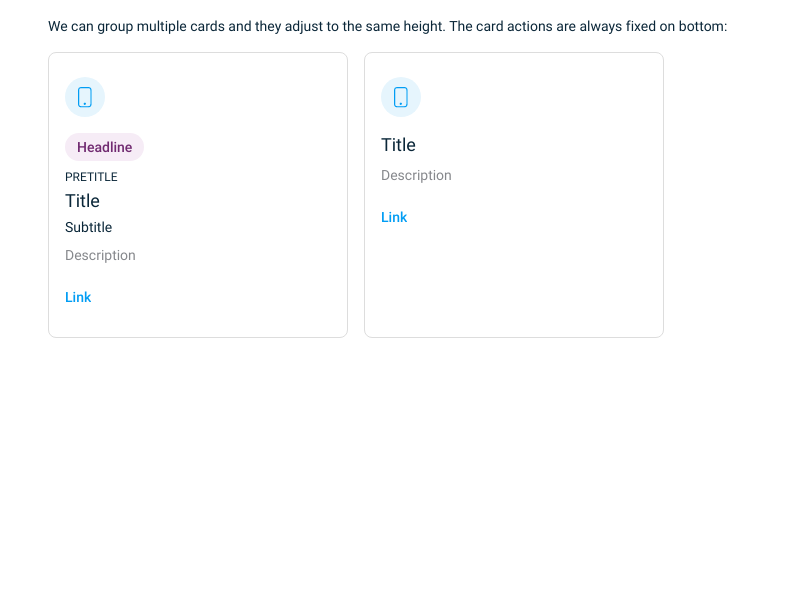 We can group multiple cards and they adjust to the same height. The card actions are always fixed on bottom:
Headline
PRETITLE
Title
Subtitle
Description
Link
Title
Description
Link